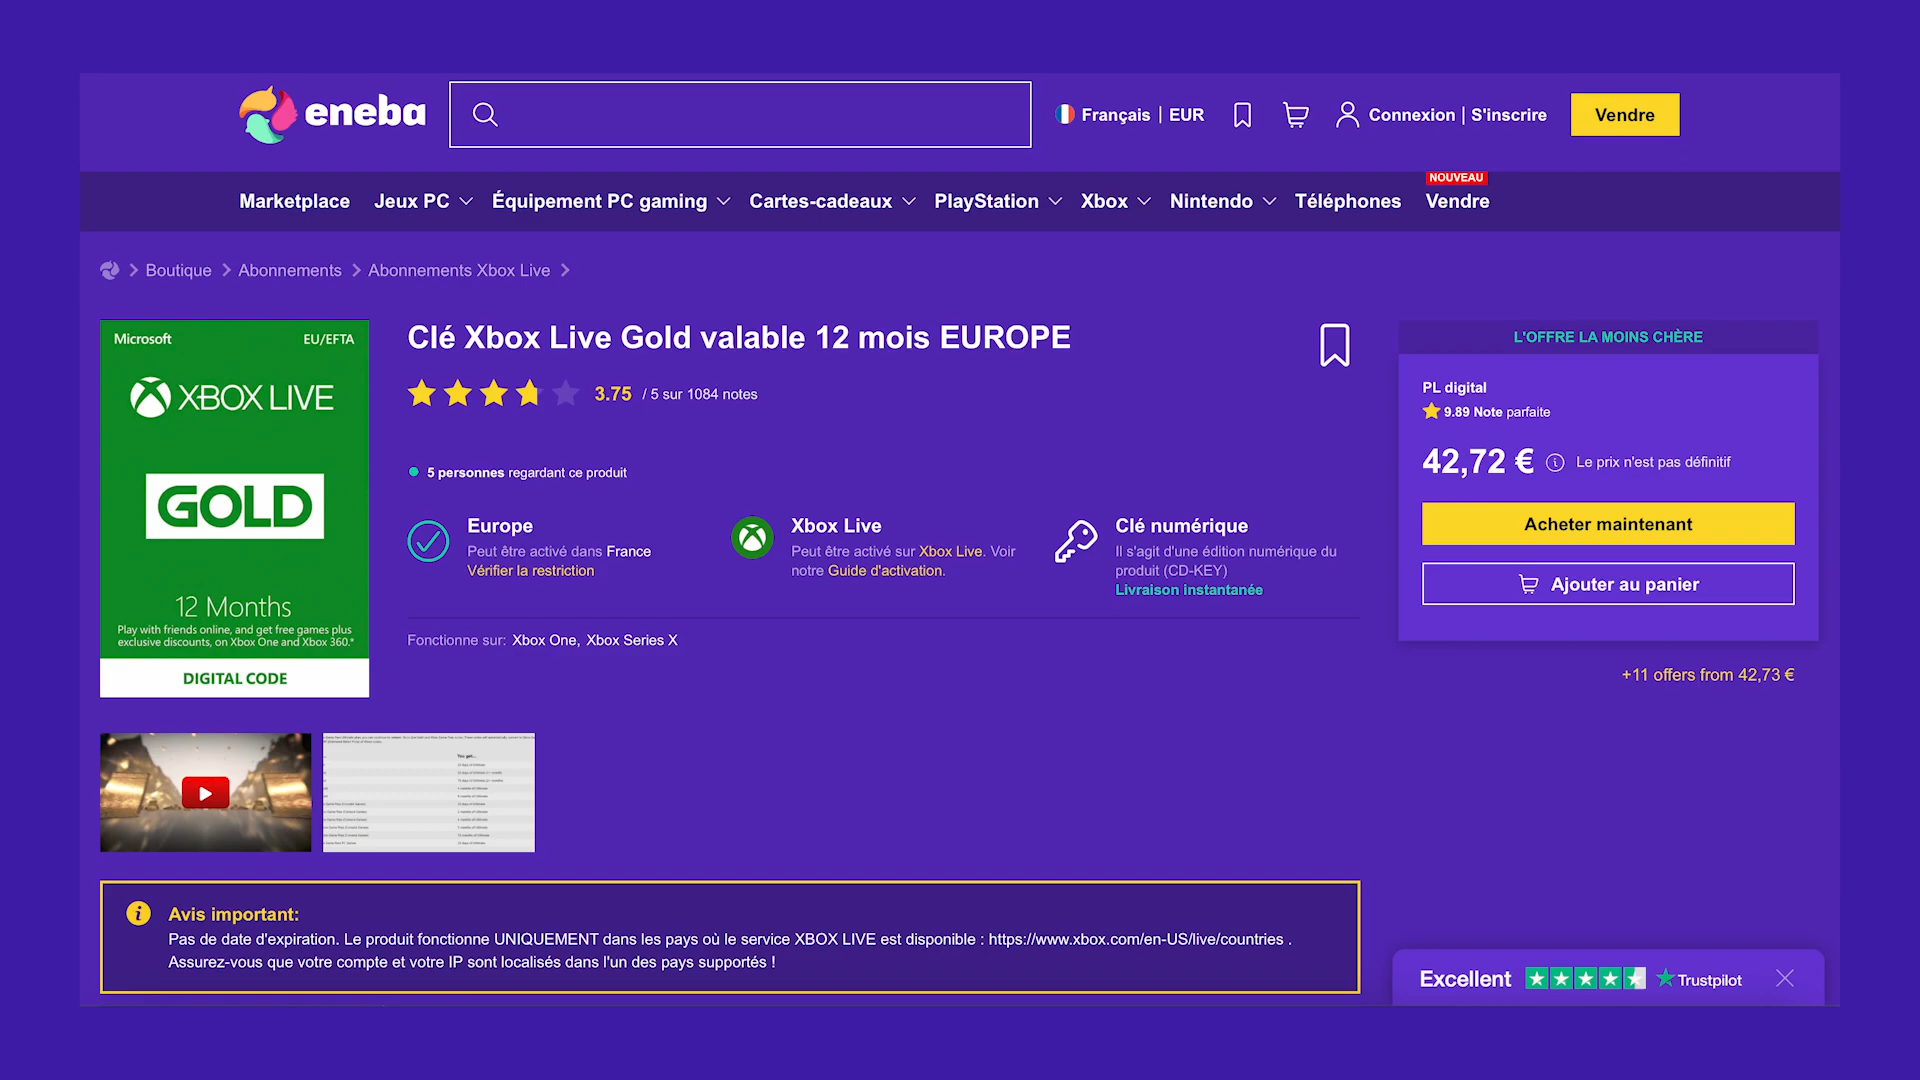 eneba
Français | EUR
Connexion | S'inscrire
Vendre
NOUVEAU
Marketplace Jeux PC Équipement PC gaming Cartes-cadeaux PlayStation Xbox Nintendo Téléphones Vendre
Boutique Abonnements Abonnements Xbox Live
Microsoft EU/EFTA
XBOX LIVE
GOLD
12 Months
Play with friends online, and get free games plus
exclusive discounts, on Xbox One and Xbox 360.*
DIGITAL CODE
Clé Xbox Live Gold valable 12 mois EUROPE
3.75 / 5 sur 1084 notes
5 personnes regardant ce produit
Europe
Peut être activé dans France
Vérifier la restriction
Xbox Live
Peut être activé sur Xbox Live. Voir
notre Guide d'activation.
Clé numérique
Il s'agit d'une édition numérique du
produit (CD-KEY)
Livraison instantanée
Fonctionne sur: Xbox One, Xbox Series X
L'OFFRE LA MOINS CHÈRE
PL digital
9.89 Note parfaite
42,72 € Le prix n'est pas définitif
Acheter maintenant
Ajouter au panier
+11 offers from 42,73 €
Avis important:
Pas de date d'expiration. Le produit fonctionne UNIQUEMENT dans les pays où le service XBOX LIVE est disponible : https://www.xbox.com/en-US/live/countries .
Assurez-vous que votre compte et votre IP sont localisés dans l'un des pays supportés !
Excellent Trustpilot